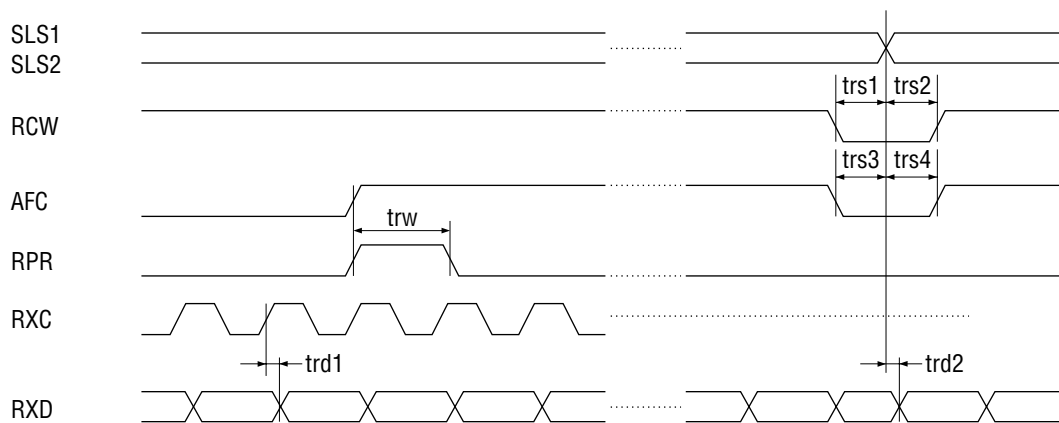 SLS1
SLS2
trs1 trs2
RCW
trs3 trs4
AFC
trw
RPR
RXC
trd1 trd2
RXD